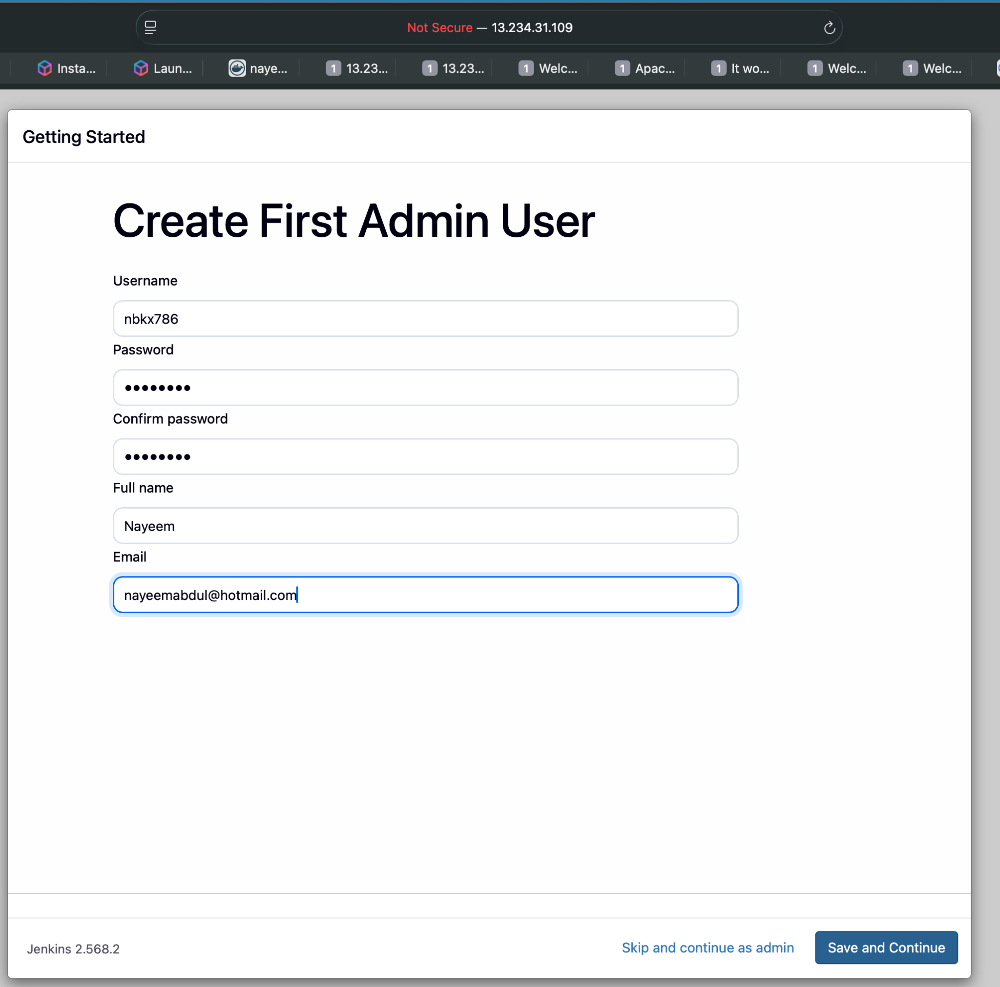 Not Secure — 13.234.31.109
Insta... Laun... naye... 1 13.23... 1 13.23... 1 Welc... 1 Apac... 1 It wo... 1 Welc... 1 Welc...
Getting Started
Create First Admin User
Username
nbkx786
Password
••••••••
Confirm password
••••••••
Full name
Nayeem
Email
nayeemabdul@hotmail.com
Jenkins 2.568.2 Skip and continue as admin Save and Continue